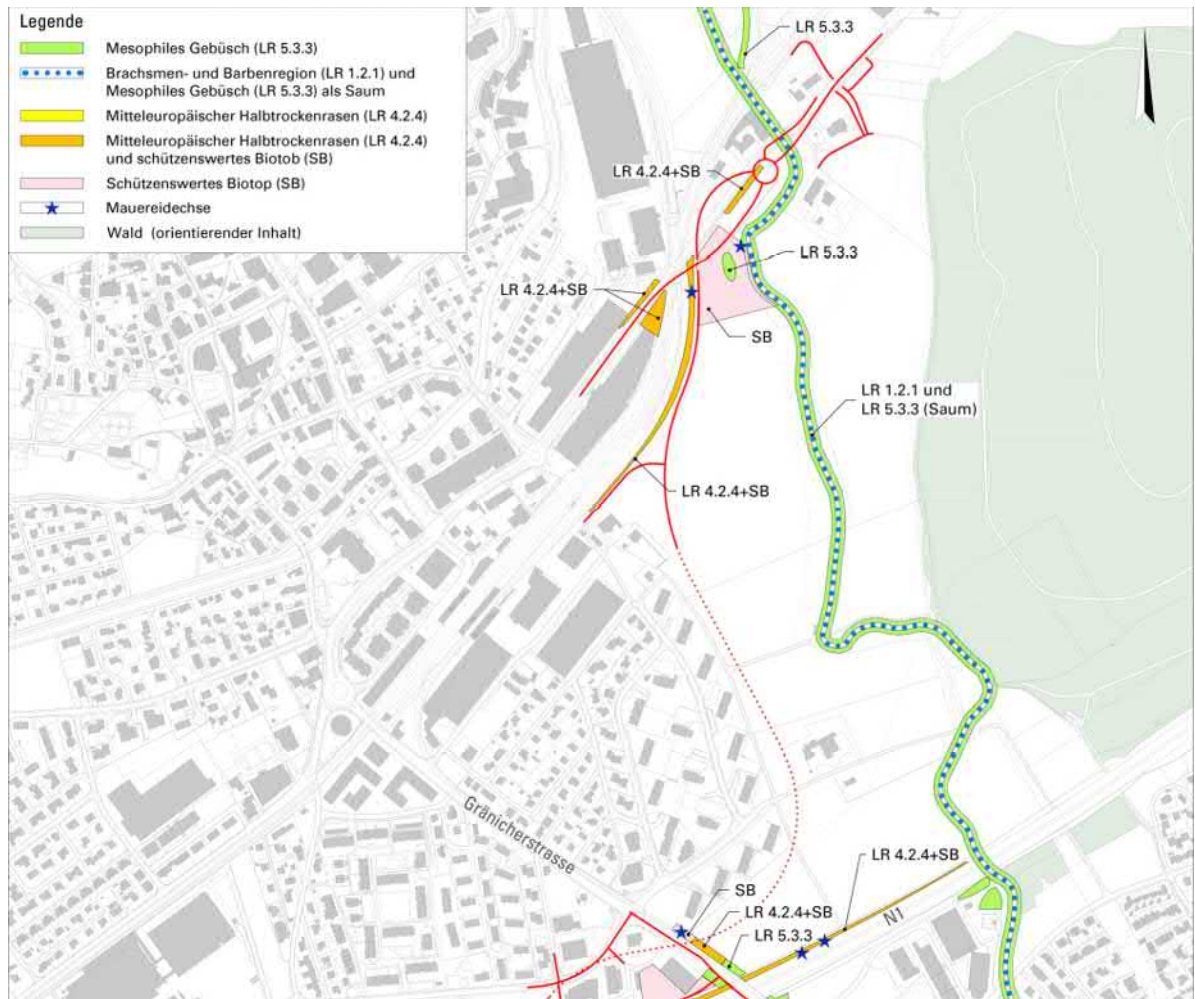 Legende
Mesophiles Gebüsch (LR 5.3.3)
Brachsmen- und Barbenregion (LR 1.2.1) und
Mesophiles Gebüsch (LR 5.3.3) als Saum
Mitteleuropäischer Halbtrockenrasen (LR 4.2.4)
Mitteleuropäischer Halbtrockenrasen (LR 4.2.4)
und schützenswertes Biotob (SB)
Schützenswertes Biotop (SB)
Mauereidechse
Wald (orientierender Inhalt)
LR 5.3.3
LR 4.2.4+SB
LR 5.3.3
LR 4.2.4+SB
SB
LR 1.2.1 und
LR 5.3.3 (Saum)
LR 4.2.4+SB
Gränicherstrasse
LR 4.2.4+SB
SB
LR 4.2.4+SB
N1
LR 5.3.3